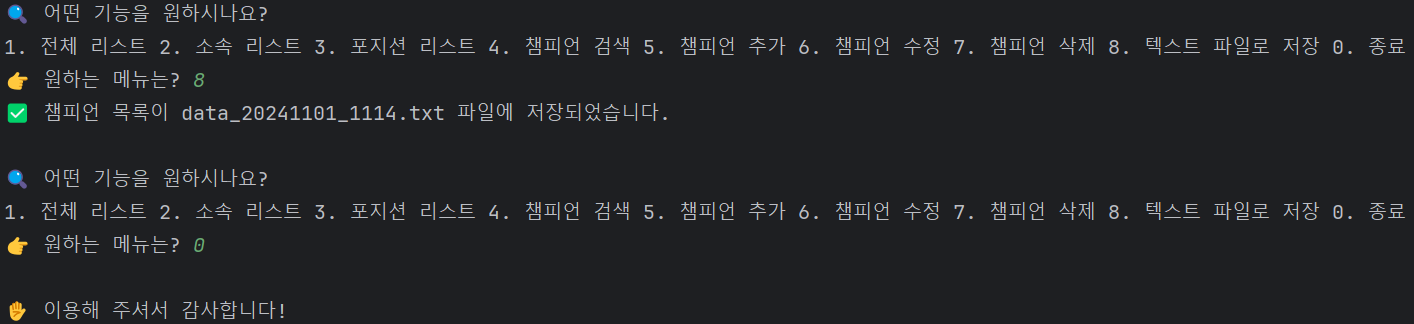 🔍 어떤 기능을 원하시나요?
1. 전체 리스트 2. 소속 리스트 3. 포지션 리스트 4. 챔피언 검색 5. 챔피언 추가 6. 챔피언 수정 7. 챔피언 삭제 8. 텍스트 파일로 저장 0. 종료
👉 원하는 메뉴는? 8
✅ 챔피언 목록이 data_20241101_1114.txt 파일에 저장되었습니다.
🔍 어떤 기능을 원하시나요?
1. 전체 리스트 2. 소속 리스트 3. 포지션 리스트 4. 챔피언 검색 5. 챔피언 추가 6. 챔피언 수정 7. 챔피언 삭제 8. 텍스트 파일로 저장 0. 종료
👉 원하는 메뉴는? 0
✋ 이용해 주셔서 감사합니다!